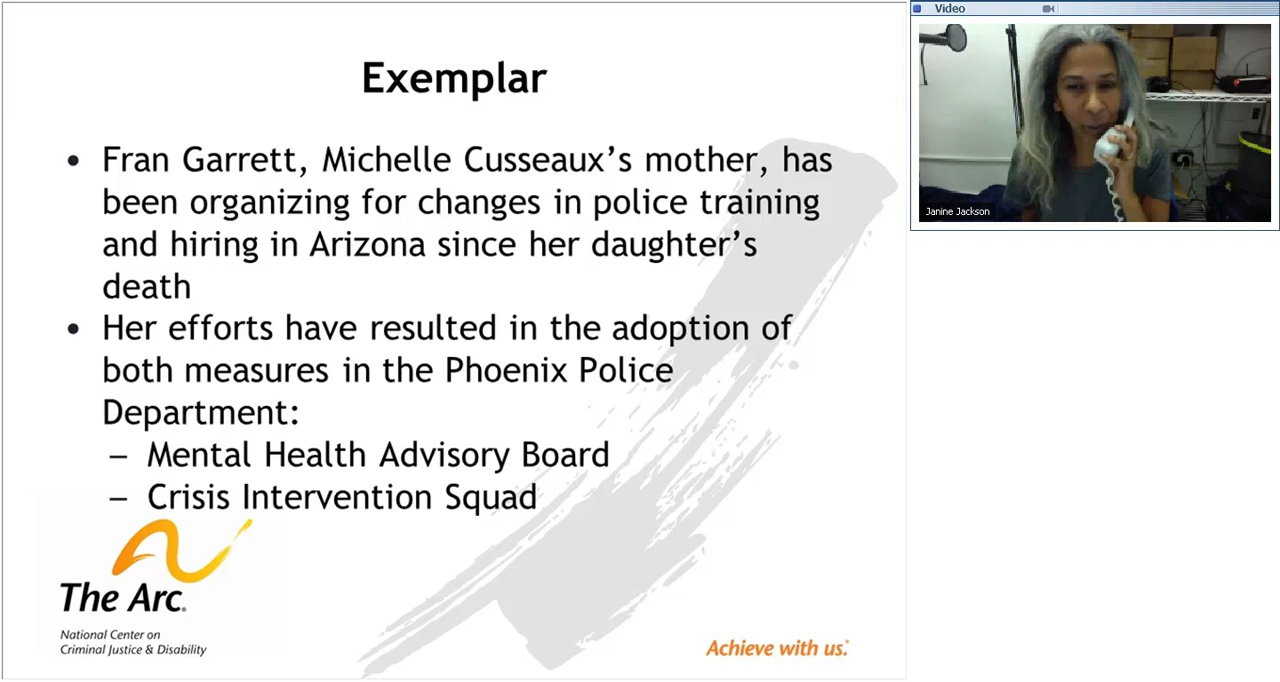 Exemplar
• Fran Garrett, Michelle Cusseaux’s mother, has
been organizing for changes in police training
and hiring in Arizona since her daughter’s
death
• Her efforts have resulted in the adoption of
both measures in the Phoenix Police
Department:
– Mental Health Advisory Board
– Crisis Intervention Squad
The Arc®
National Center on
Criminal Justice & Disability
Achieve with us.®
Video
Janine Jackson